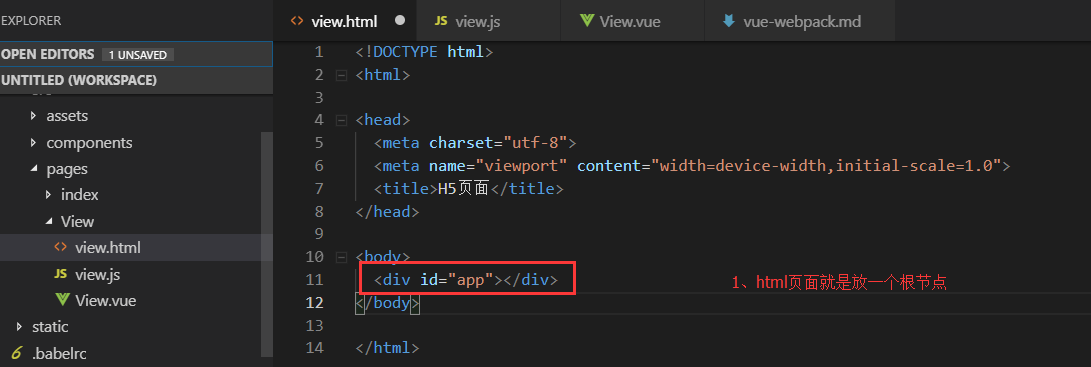 EXPLORER
OPEN EDITORS 1 UNSAVED
UNTITLED (WORKSPACE)
assets
components
pages
index
View
view.html
JS view.js
View.vue
static
6 .babelrc
view.html
JS view.js
View.vue
vue-webpack.md
1 <!DOCTYPE html>
2 <html>
3
4 <head>
5 <meta charset="utf-8">
6 <meta name="viewport" content="width=device-width,initial-scale=1.0">
7 <title>H5页面</title>
8 </head>
9
10 <body>
11 <div id="app"></div>
1、html页面就是放一个根节点
12 </body>
13
14 </html>